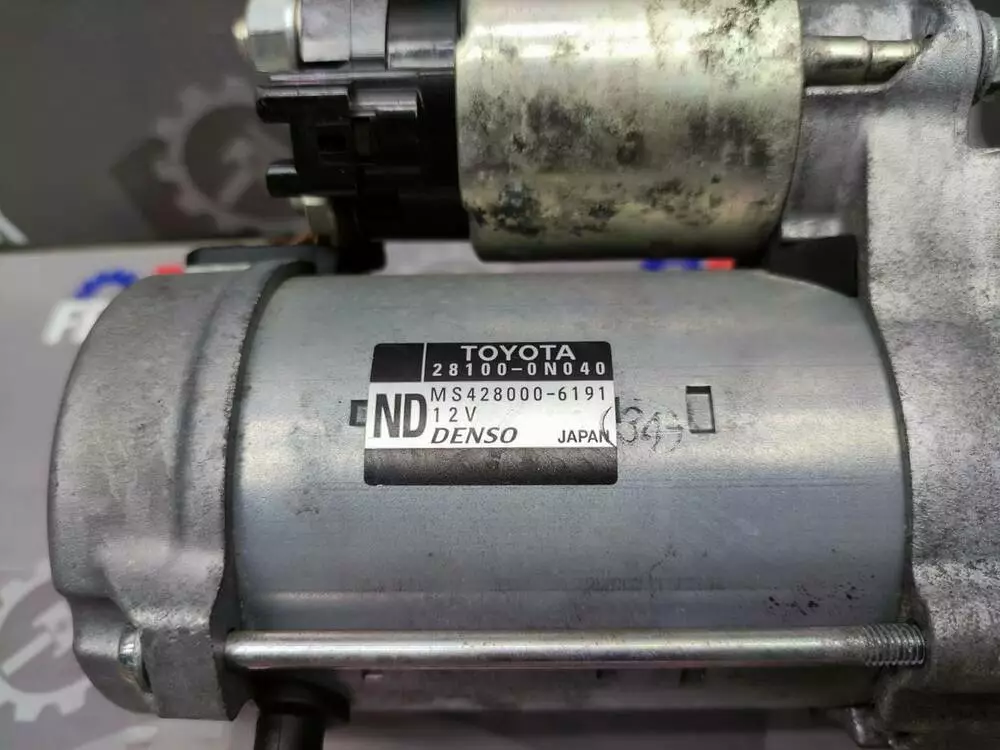 TOYOTA
28100-0N040
MS428000-6191
ND
12V
DENSO JAPAN